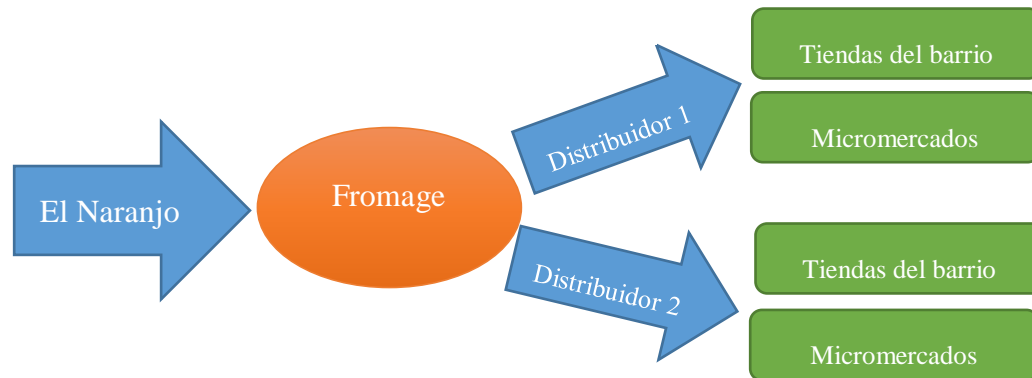 El Naranjo
Fromage
Distribuidor 1
Tiendas del barrio
Micromercados
Distribuidor 2
Tiendas del barrio
Micromercados